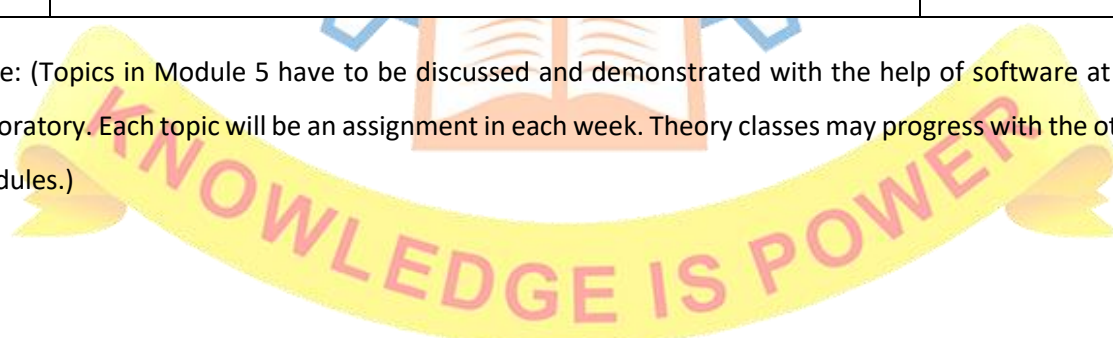 e: (Topics in Module 5 have to be discussed and demonstrated with the help of software at
oratory. Each topic will be an assignment in each week. Theory classes may progress with the ot
dules.)
KNOWLEDGE IS POWER